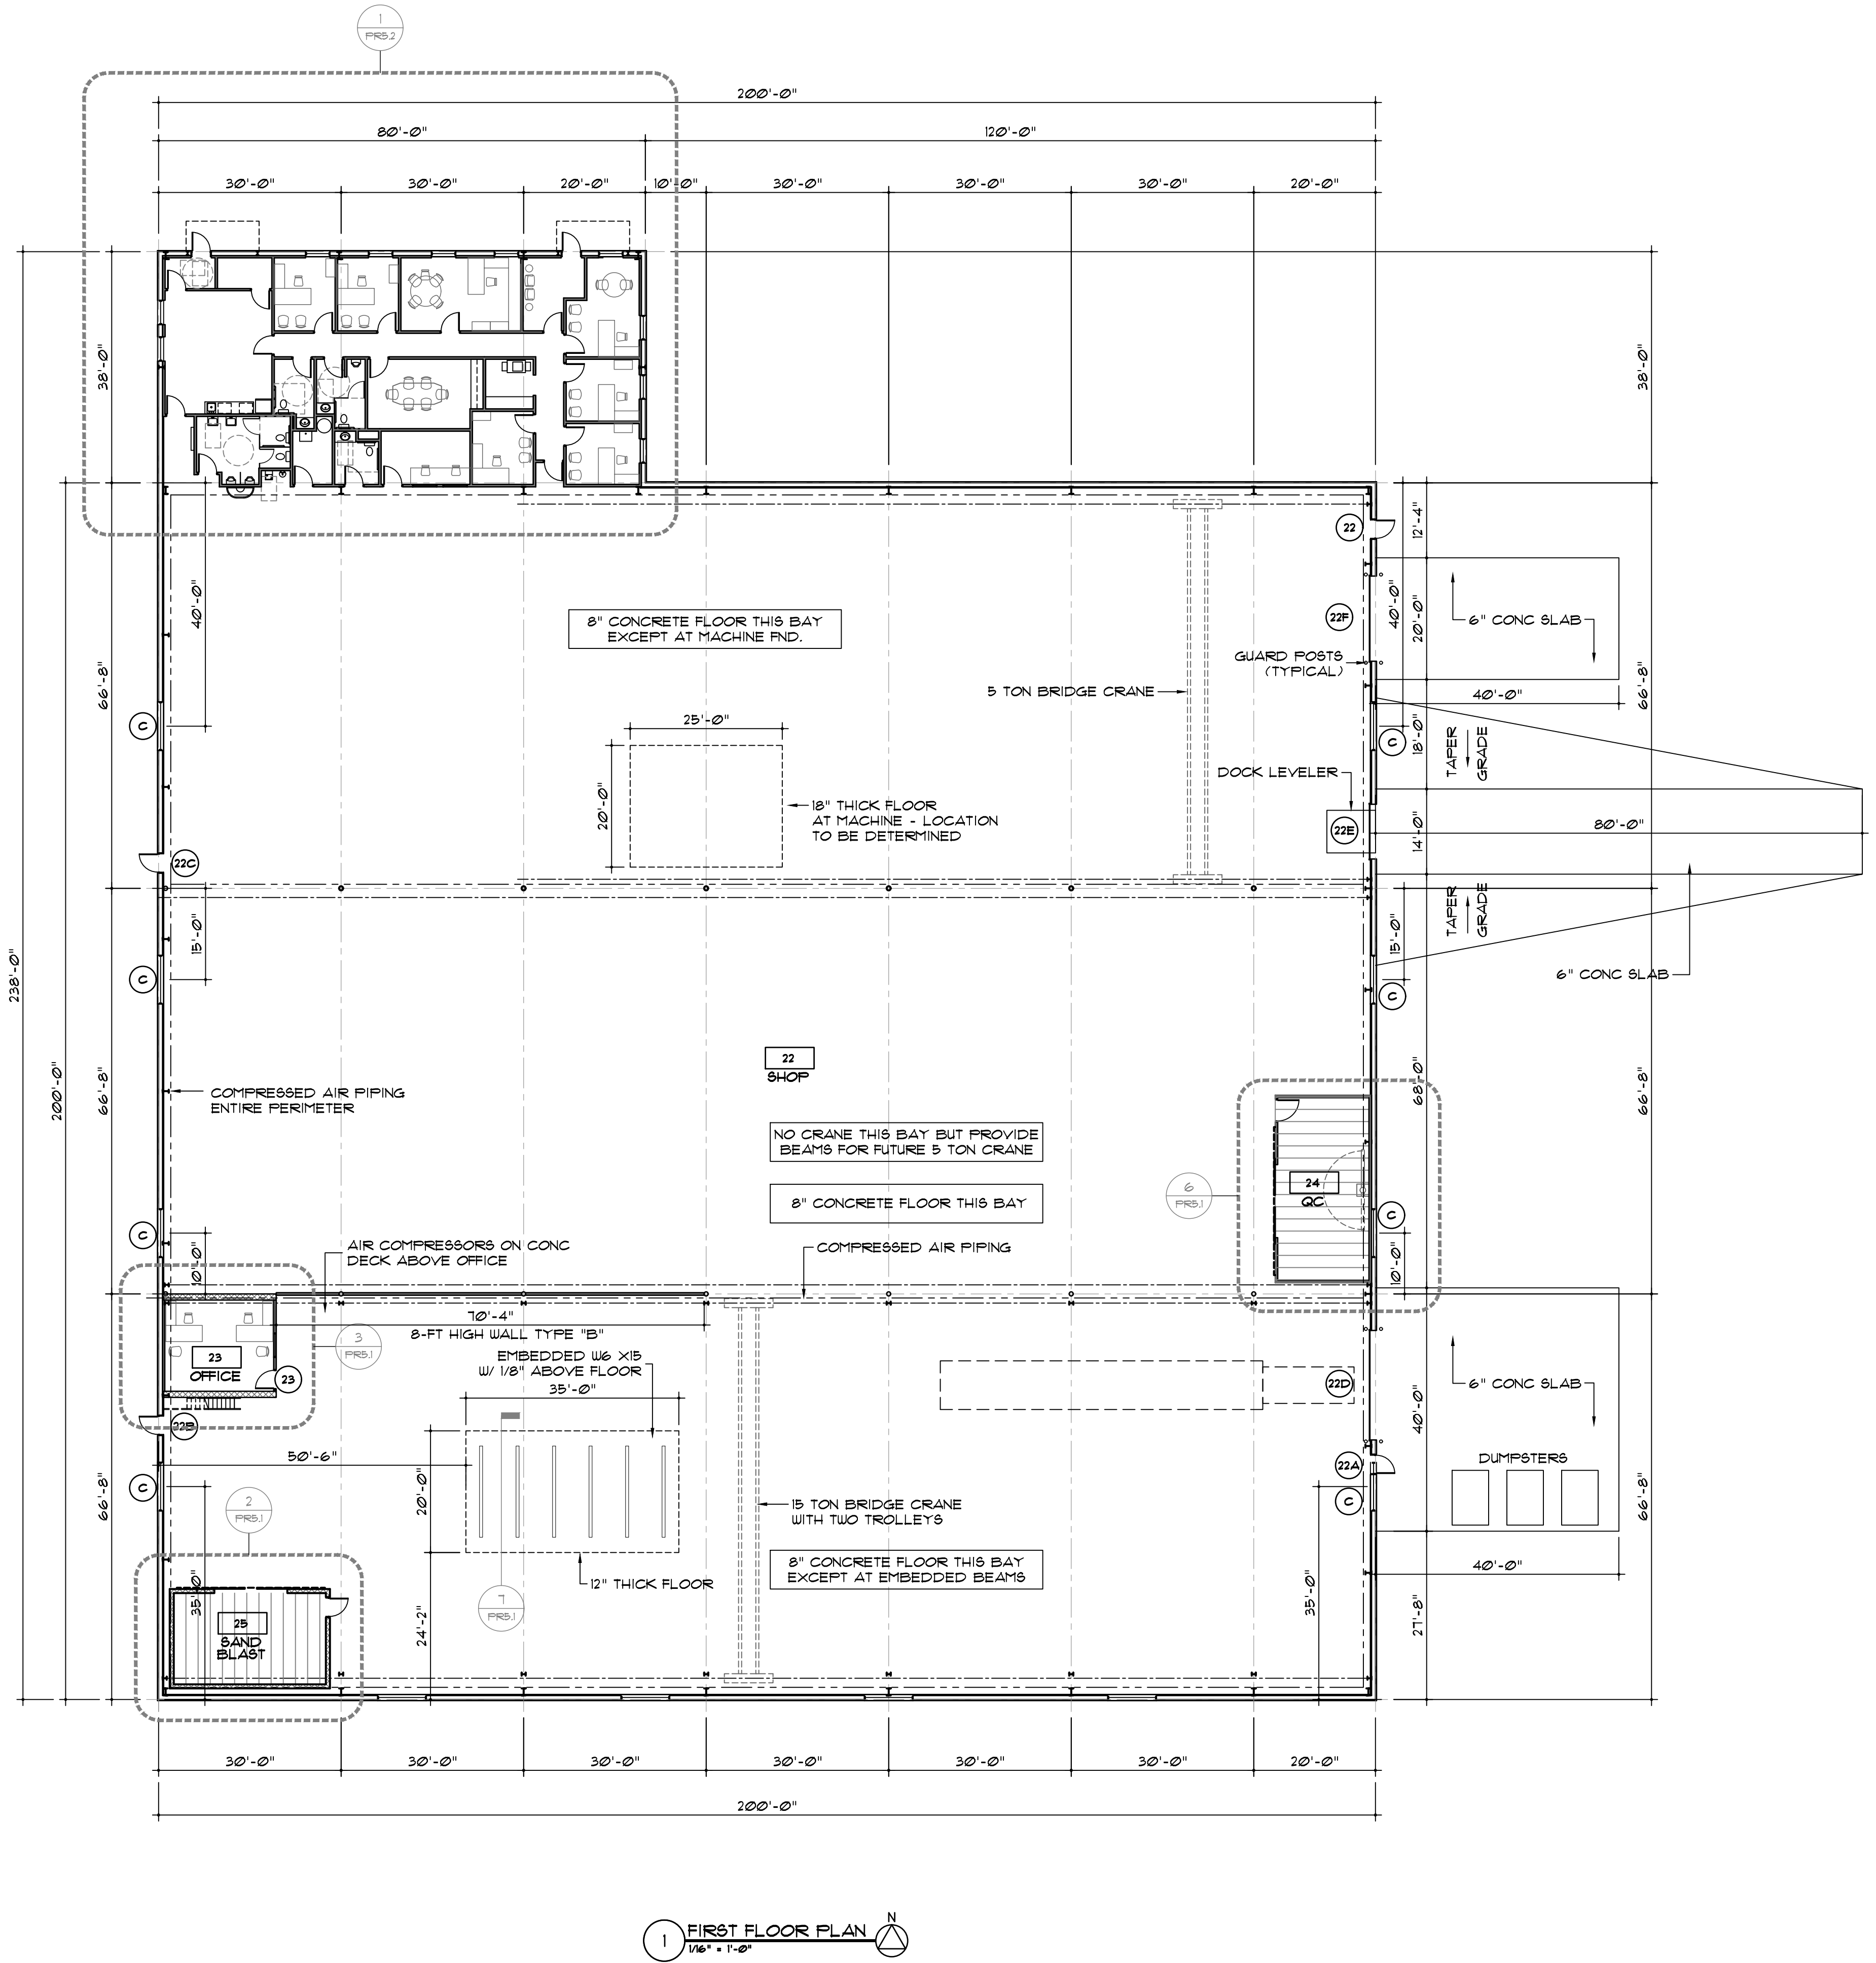 1
PR5.2
200'-0"
80'-0"
120'-0"
30'-0"
30'-0"
20'-0"
10'-0"
30'-0"
30'-0"
30'-0"
20'-0"
38'-0"
38'-0"
22
12'-4"
40'-0"
8" CONCRETE FLOOR THIS BAY
EXCEPT AT MACHINE FND.
22F
40'-0"
20'-0"
6" CONC SLAB
GUARD POSTS
(TYPICAL)
66'-8"
66'-8"
5 TON BRIDGE CRANE
40'-0"
C
25'-0"
C
18'-0"
TAPER
GRADE
DOCK LEVELER
20'-0"
18" THICK FLOOR
AT MACHINE - LOCATION
TO BE DETERMINED
22E
14'-0"
80'-0"
22C
15'-0"
15'-0"
TAPER
GRADE
238'-0"
C
C
6" CONC SLAB
200'-0"
66'-8"
22
SHOP
68'-0"
66'-8"
COMPRESSED AIR PIPING
ENTIRE PERIMETER
NO CRANE THIS BAY BUT PROVIDE
BEAMS FOR FUTURE 5 TON CRANE
8" CONCRETE FLOOR THIS BAY
6
PR5.1
24
QC
C
C
10'-0"
AIR COMPRESSORS ON CONC
DECK ABOVE OFFICE
COMPRESSED AIR PIPING
10'-0"
70'-4"
8-FT HIGH WALL TYPE "B"
3
PR5.1
23
OFFICE
23
EMBEDDED W6 X15
W/ 1/8" ABOVE FLOOR
35'-0"
22D
6" CONC SLAB
40'-0"
22B
50'-6"
20'-0"
22A
DUMPSTERS
C
C
66'-8"
66'-8"
2
PR5.1
15 TON BRIDGE CRANE
WITH TWO TROLLEYS
8" CONCRETE FLOOR THIS BAY
EXCEPT AT EMBEDDED BEAMS
40'-0"
12" THICK FLOOR
7
PR5.1
35'-0"
24'-2"
35'-0"
27'-8"
25
SAND
BLAST
30'-0"
30'-0"
30'-0"
30'-0"
30'-0"
30'-0"
20'-0"
200'-0"
1
FIRST FLOOR PLAN
1/16" = 1'-0"
N